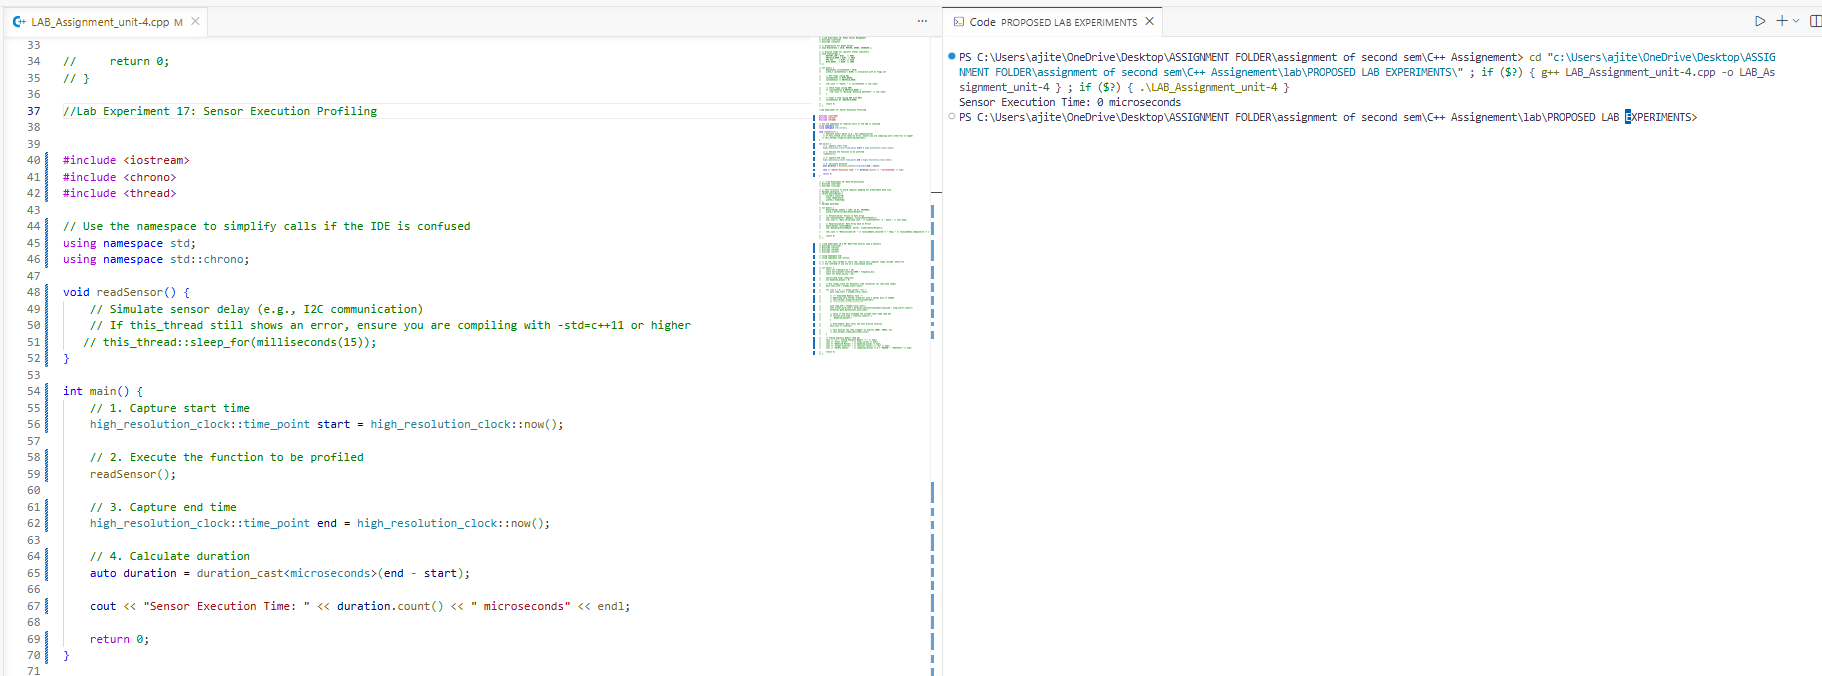 LAB_Assignment_unit-4.cpp M
33
34 //     return 0;
35 // }
36
37 //Lab Experiment 17: Sensor Execution Profiling
38
39
40 #include <iostream>
41 #include <chrono>
42 #include <thread>
43
44 // Use the namespace to simplify calls if the IDE is confused
45 using namespace std;
46 using namespace std::chrono;
47
48 void readSensor() {
49     // Simulate sensor delay (e.g., I2C communication)
50     // If this_thread still shows an error, ensure you are compiling with -std=c++11 or higher
51    // this_thread::sleep_for(milliseconds(15));
52 }
53
54 int main() {
55     // 1. Capture start time
56     high_resolution_clock::time_point start = high_resolution_clock::now();
57
58     // 2. Execute the function to be profiled
59     readSensor();
60
61     // 3. Capture end time
62     high_resolution_clock::time_point end = high_resolution_clock::now();
63
64     // 4. Calculate duration
65     auto duration = duration_cast<microseconds>(end - start);
66
67     cout << "Sensor Execution Time: " << duration.count() << " microseconds" << endl;
68
69     return 0;
70 }
71
Code PROPOSED LAB EXPERIMENTS
PS C:\Users\ajite\OneDrive\Desktop\ASSIGNMENT FOLDER\assignment of second sem\C++ Assignement> cd "c:\Users\ajite\OneDrive\Desktop\ASSIG
NMENT FOLDER\assignment of second sem\C++ Assignement\lab\PROPOSED LAB EXPERIMENTS\" ; if ($?) { g++ LAB_Assignment_unit-4.cpp -o LAB_As
signment_unit-4 } ; if ($?) { .\LAB_Assignment_unit-4 }
Sensor Execution Time: 0 microseconds
PS C:\Users\ajite\OneDrive\Desktop\ASSIGNMENT FOLDER\assignment of second sem\C++ Assignement\lab\PROPOSED LAB EXPERIMENTS>